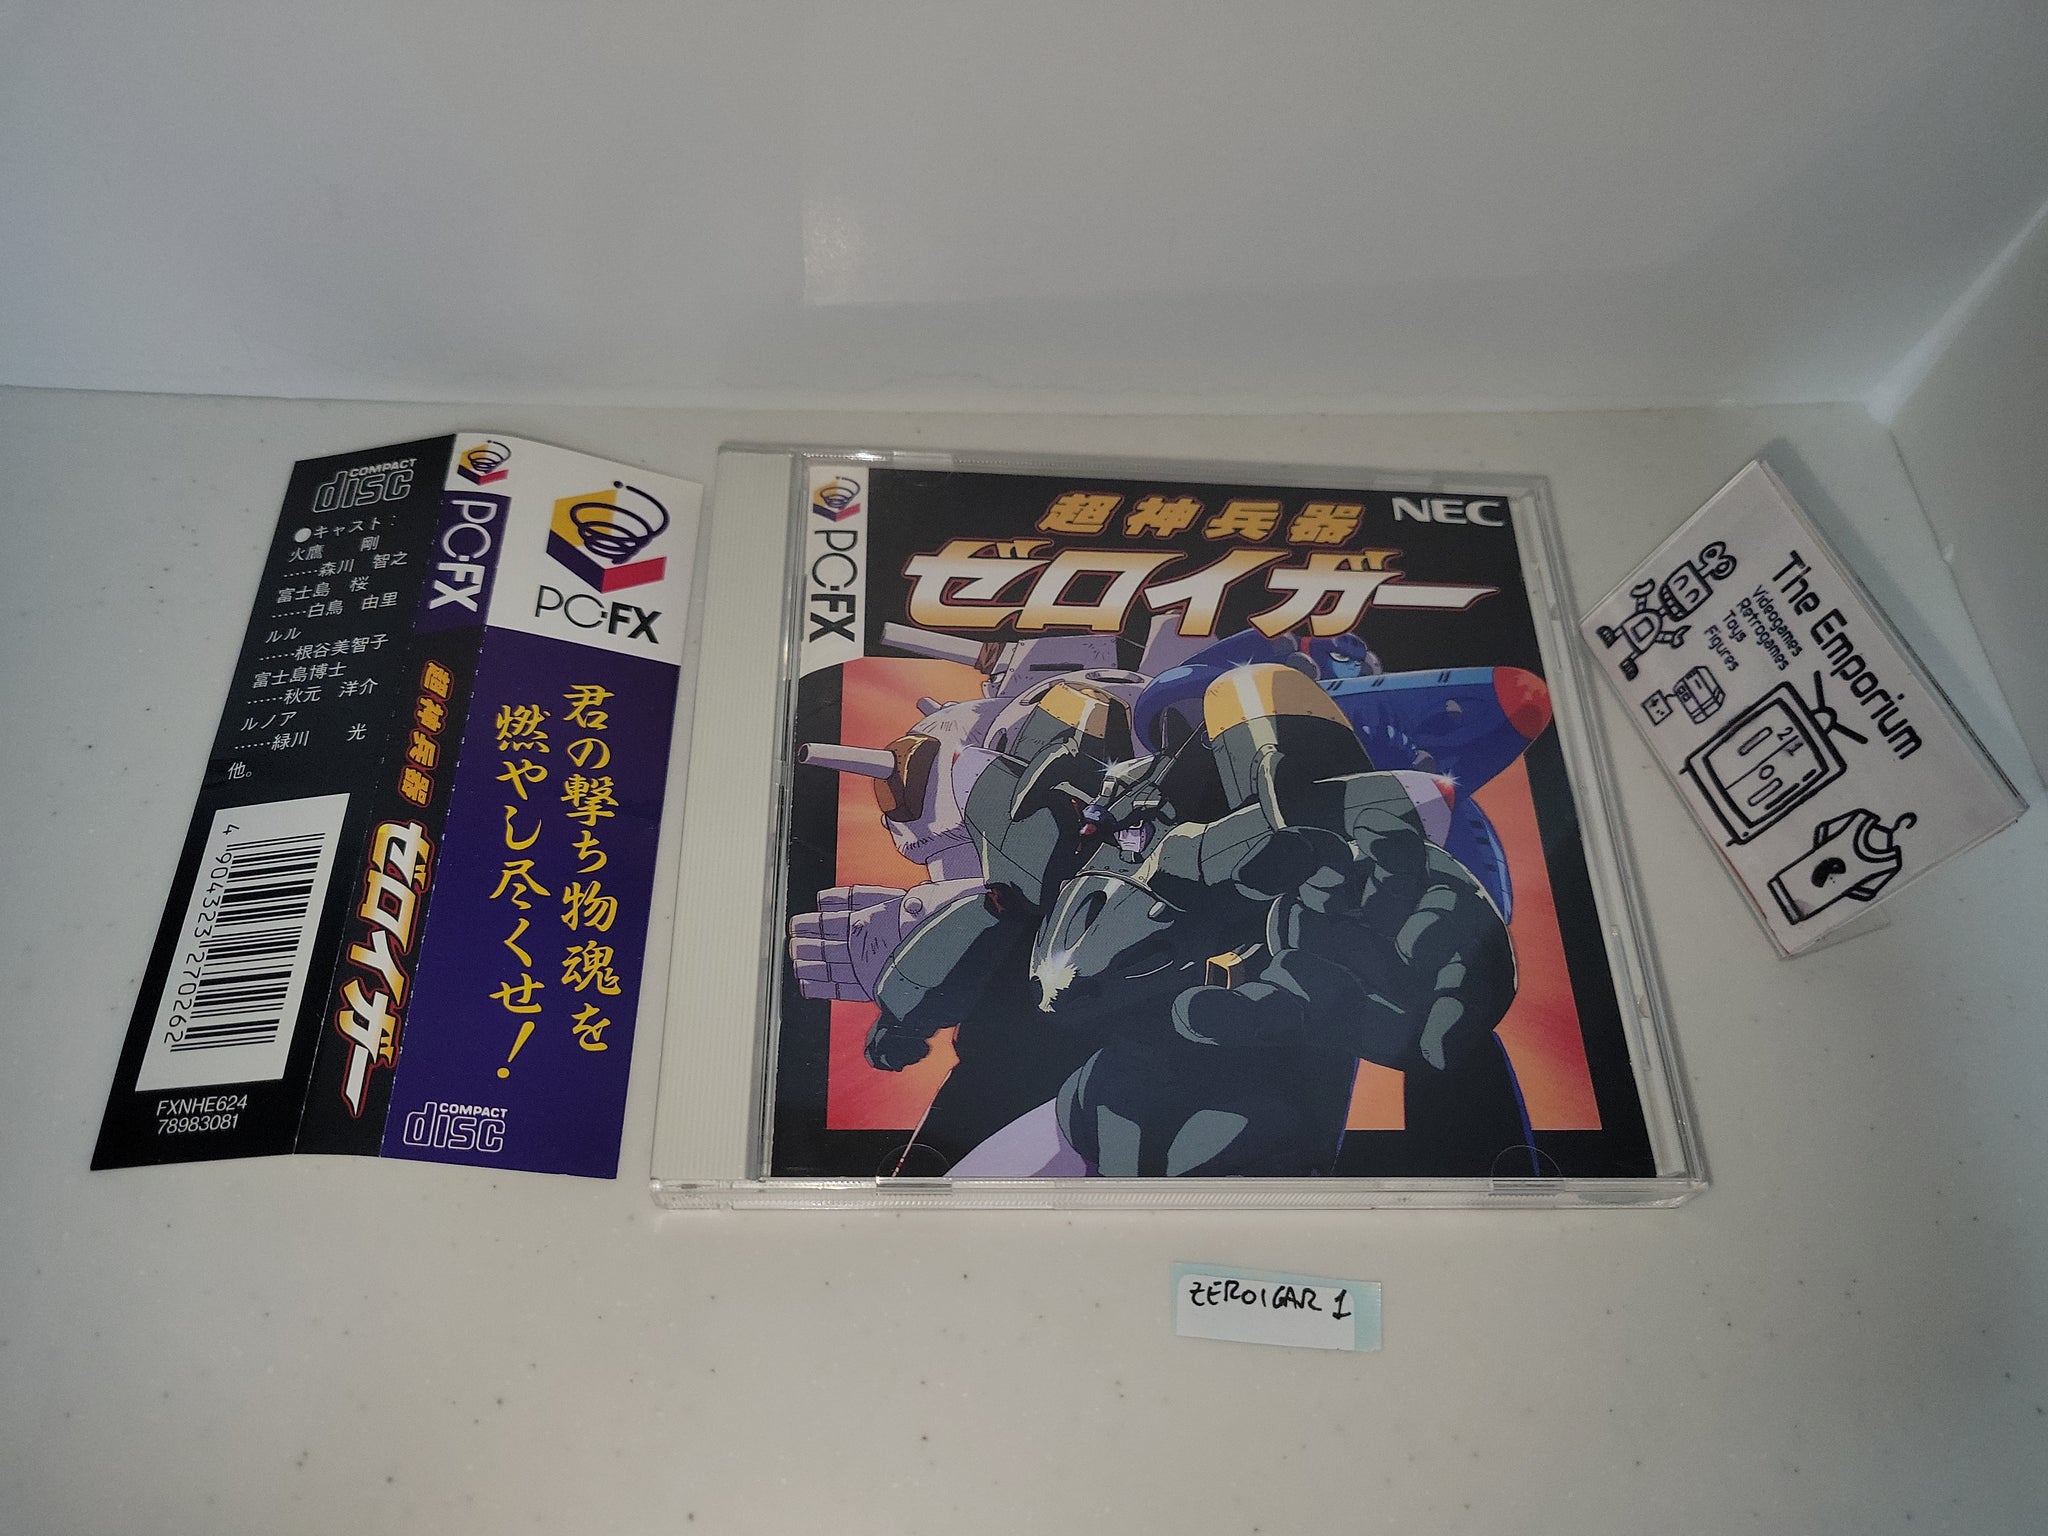 COMPACT
disc
●キャスト:
火鷹 剛
……森川 智之
富士島 桜
……白鳥 由里
ルル
……根谷美智子
富士島博士
……秋元 洋介
ルノア
……緑川 光
他。
4 904323 270262
FXNHE624
78983081
PC-FX
超神兵器
ゼロイガー
PC-FX
君の撃ち物魂を
燃やし尽くせ!
COMPACT
disc
PC-FX
NEC
超神兵器
ゼロイガー
The Emporium
Videogames
Retrogames
Toys
Figures
21
ZEROIGAR 1